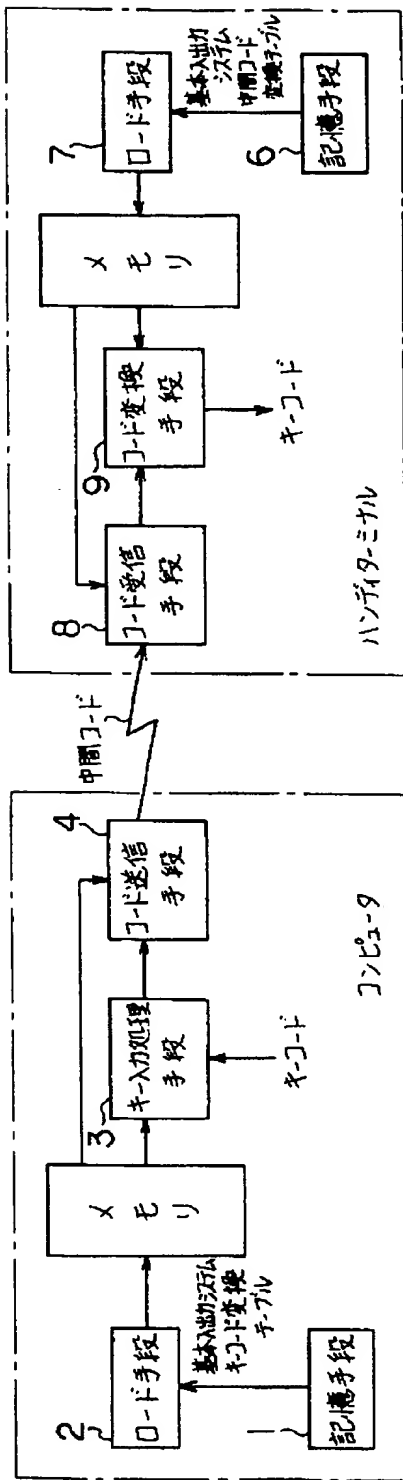 1
記憶手段
基本入出力システム
キーコード変換
テーブル
2
ロード手段
メモリ
3
キー入力処理
手段
キーコード
4
コード送信
手段
コンピュータ
中間コード
8
コード受信
手段
9
コード変換
手段
キーコード
メモリ
7
ロード手段
基本入出力
システム
中間コード
変換テーブル
6
記憶手段
ハンディターミナル